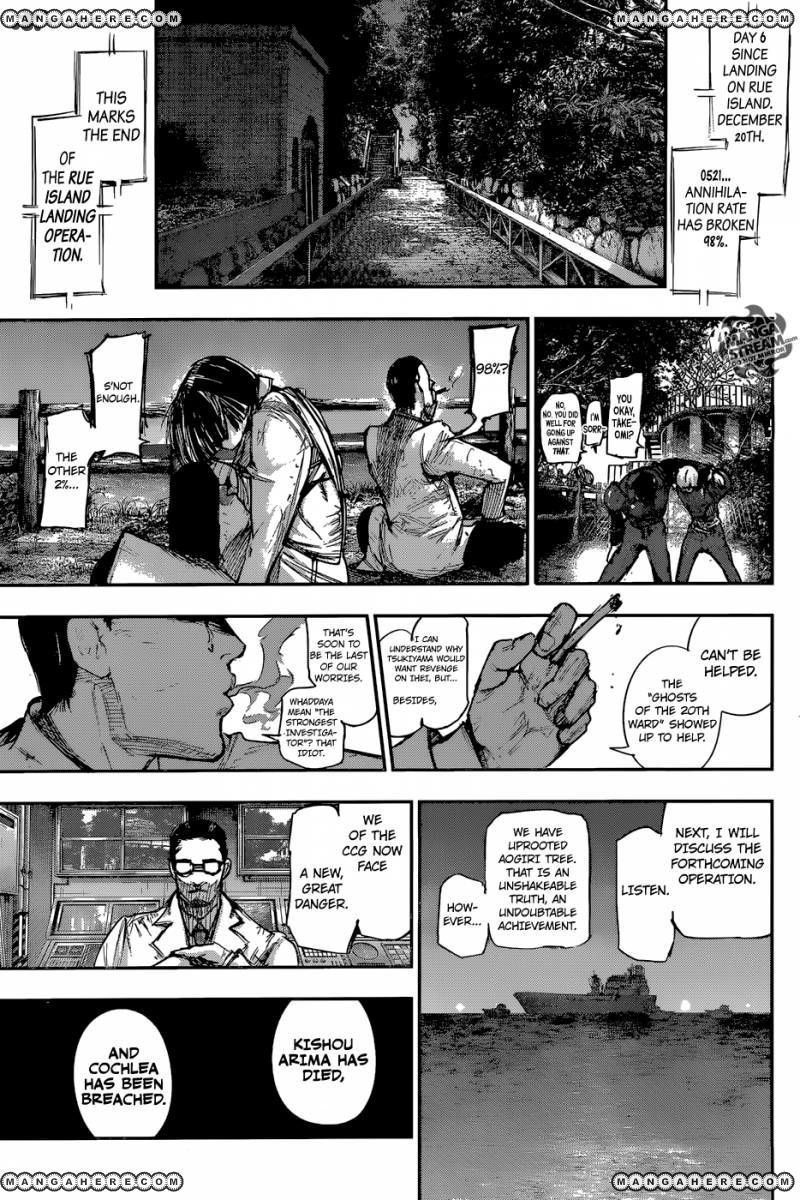 MANGAHERE.COM
MANGAHERE.COM
DAY 6
SINCE
LANDING
ON RUE
ISLAND.
DECEMBER
20TH.
0521...
ANNIHILA-
TION RATE
HAS BROKEN
98%.
THIS
MARKS
THE END
OF
THE RUE
ISLAND
LANDING
OPERA-
TION.
MANGA
STREAM
.COM
YOU
OKAY,
TAKE-
OMI?
I'M
SORR-
NO,
NO, YOU DID
WELL FOR
GOING UP
AGAINST
THAT.
98%?
S'NOT
ENOUGH.
THE
OTHER
2%...
CAN'T BE
HELPED.
THE
"GHOSTS
OF THE 20TH
WARD" SHOWED
UP TO HELP.
I CAN
UNDERSTAND WHY
TSUKIYAMA WOULD
WANT REVENGE
ON IHEI, BUT...
BESIDES,
THAT'S
SOON TO
BE THE LAST
OF OUR
WORRIES.
WHADDAYA
MEAN "THE
STRONGEST
INVESTIGA-
TOR"? THAT
IDIOT.
NEXT, I WILL
DISCUSS THE
FORTHCOMING
OPERATION.
LISTEN.
WE HAVE
UPROOTED
AOGIRI TREE.
THAT IS AN
UNSHAKEABLE
TRUTH, AN
UNDOUBTABLE
ACHIEVEMENT.
HOW-
EVER...
WE
OF THE
CCG NOW
FACE
A NEW,
GREAT
DANGER.
KISHOU
ARIMA HAS
DIED,
AND
COCHLEA
HAS BEEN
BREACHED.
MANGAHERE.COM
MANGAHERE.COM